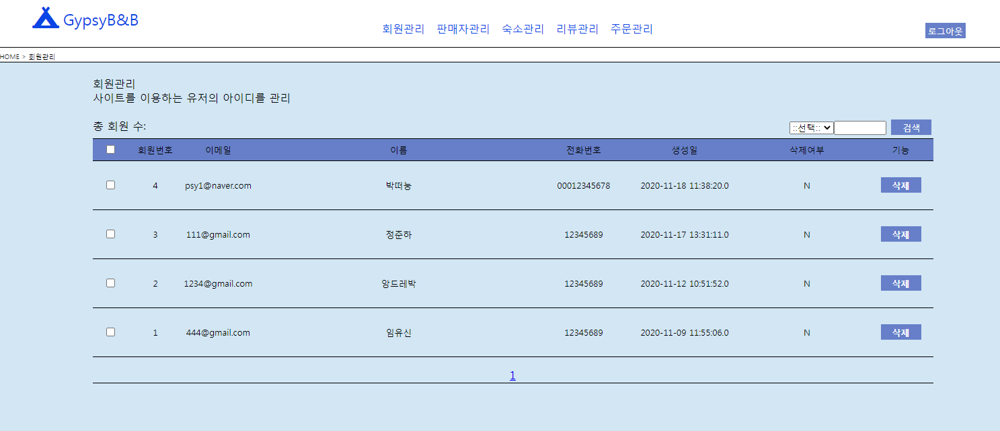 GypsyB&B
회원관리 판매자관리 숙소관리 리뷰관리 주문관리
로그아웃
HOME > 회원관리
회원관리
사이트를 이용하는 유저의 아이디를 관리
총 회원 수:
::선택:: 검색
회원번호 이메일 이름 전화번호 생성일 삭제여부 기능
4 psy1@naver.com 박떠눙 00012345678 2020-11-18 11:38:20.0 N 삭제
3 111@gmail.com 정준하 12345689 2020-11-17 13:31:11.0 N 삭제
2 1234@gmail.com 앙드레박 12345689 2020-11-12 10:51:52.0 N 삭제
1 444@gmail.com 임유신 12345689 2020-11-09 11:55:06.0 N 삭제
1